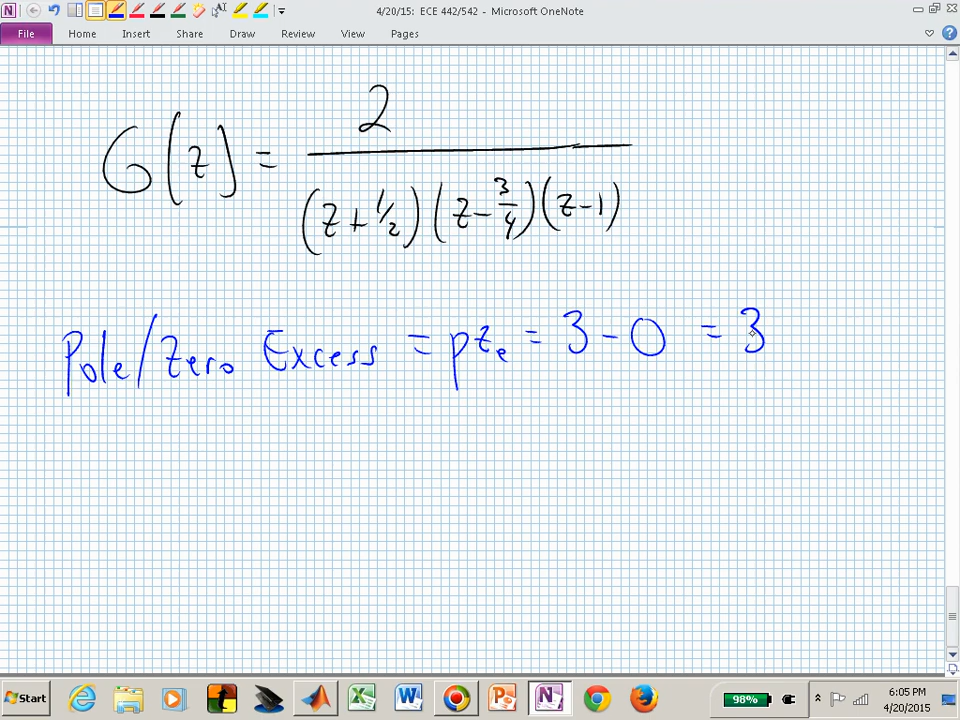 4/20/15: ECE 442/542 - Microsoft OneNote
File Home Insert Share Draw Review View Pages
G(z) = 2 / ((z+1/2)(z-3/4)(z-1))
Pole/Zero Excess = pze = 3 - 0 = 3
Start
98%
6:05 PM
4/20/2015